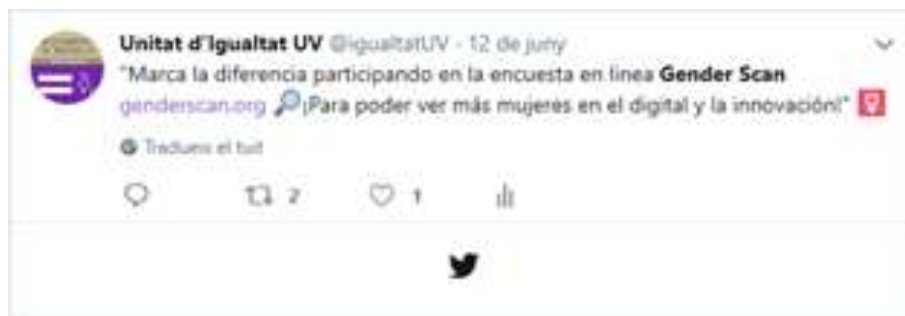 Unitat d'Igualtat UV @igualtatUV - 12 de juny
"Marca la diferencia participando en la encuesta en línea Gender Scan
genderscan.org 🔎¡Para poder ver más mujeres en el digital y la innovación!"
Tradueix el tuit
2 1